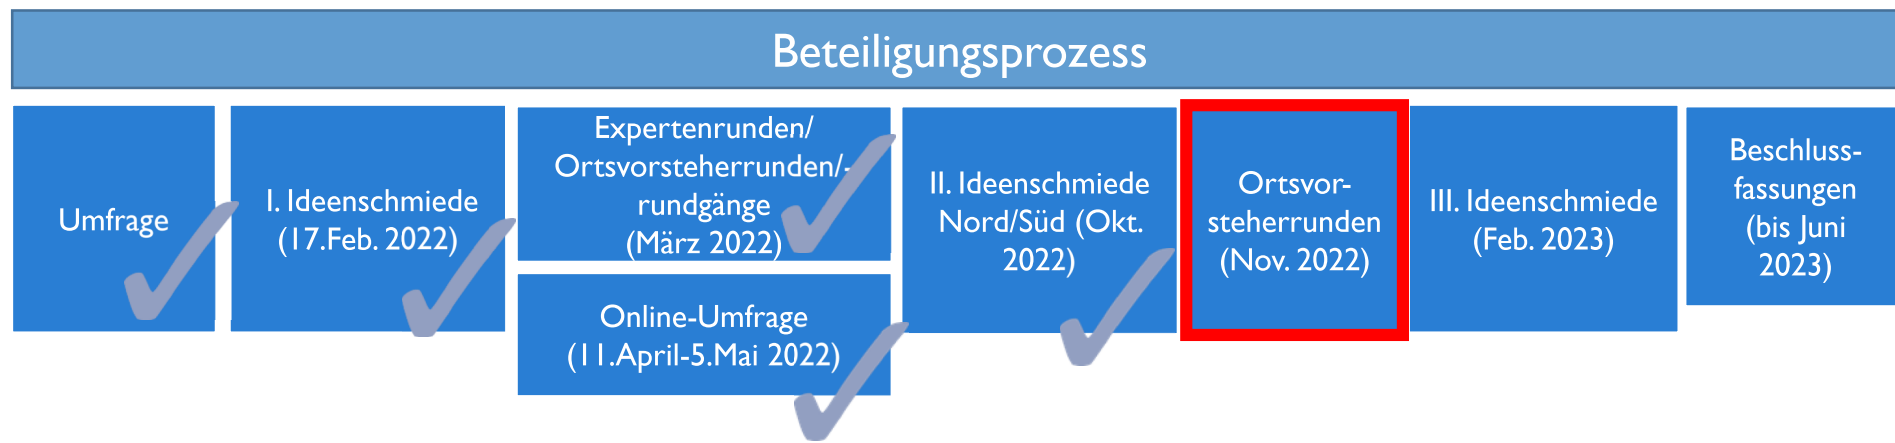 Beteiligungsprozess
Umfrage
I. Ideenschmiede
(17.Feb. 2022)
Expertenrunden/
Ortsvorsteherrunden/-
rundgänge
(März 2022)
Online-Umfrage
(11.April-5.Mai 2022)
II. Ideenschmiede
Nord/Süd (Okt.
2022)
Ortsvor-
steherrunden
(Nov. 2022)
III. Ideenschmiede
(Feb. 2023)
Beschluss-
fassungen
(bis Juni
2023)